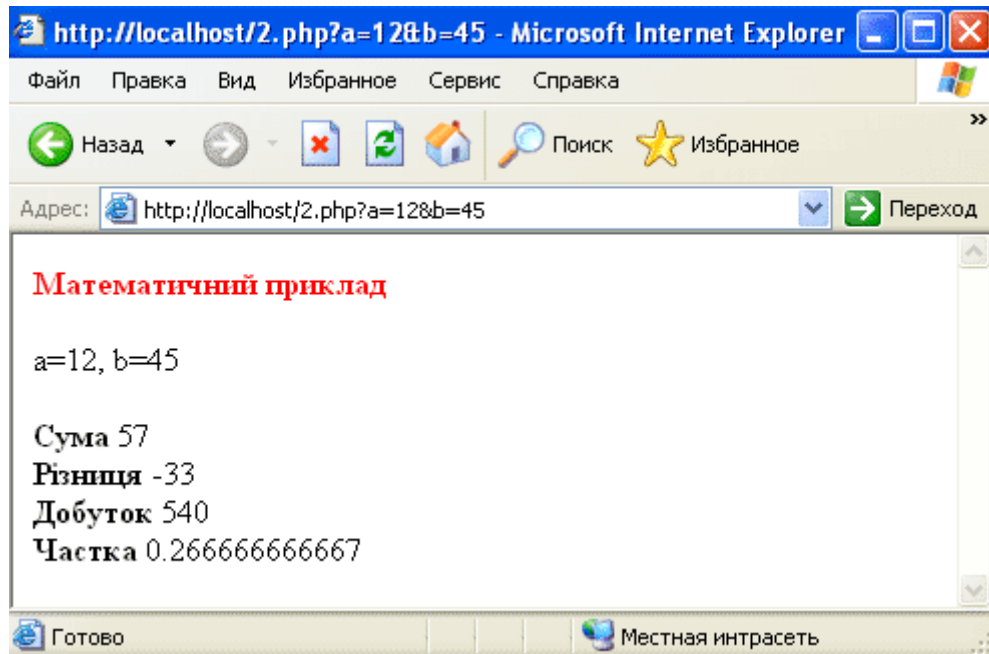 http://localhost/2.php?a=12&b=45 - Microsoft Internet Explorer
Файл Правка Вид Избранное Сервис Справка
Назад Поиск Избранное »
Адрес: http://localhost/2.php?a=12&b=45 Переход
Математичний приклад
a=12, b=45
Сума 57
Різниця -33
Добуток 540
Частка 0.266666666667
Готово Местная интрасеть